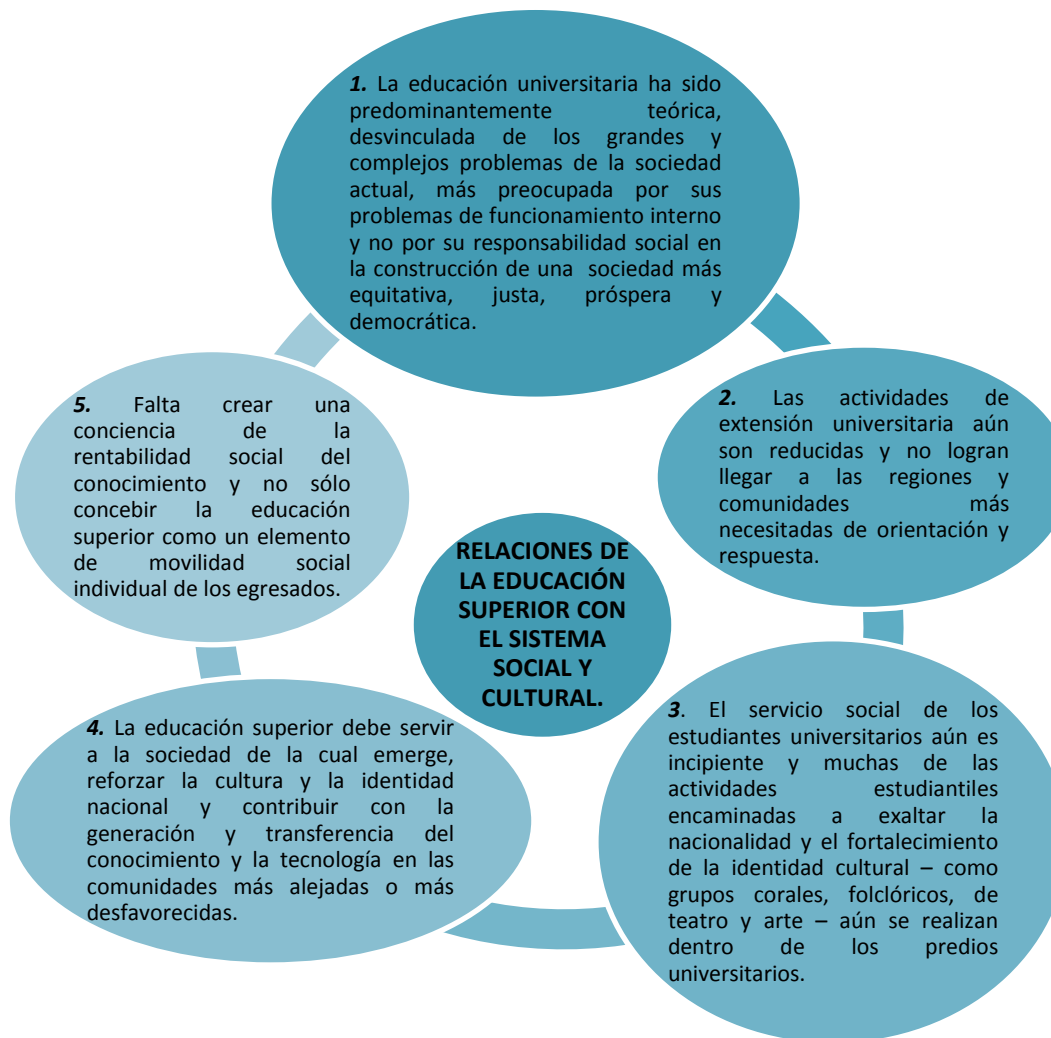 1. La educación universitaria ha sido
predominantemente teórica,
desvinculada de los grandes y
complejos problemas de la sociedad
actual, más preocupada por sus
problemas de funcionamiento interno
y no por su responsabilidad social en
la construcción de una sociedad más
equitativa, justa, próspera y
democrática.
2. Las actividades de
extensión universitaria aún
son reducidas y no logran
llegar a las regiones y
comunidades más
necesitadas de orientación y
respuesta.
3. El servicio social de los
estudiantes universitarios aún es
incipiente y muchas de las
actividades estudiantiles
encaminadas a exaltar la
nacionalidad y el fortalecimiento
de la identidad cultural – como
grupos corales, folclóricos, de
teatro y arte – aún se realizan
dentro de los predios
universitarios.
4. La educación superior debe servir
a la sociedad de la cual emerge,
reforzar la cultura y la identidad
nacional y contribuir con la
generación y transferencia del
conocimiento y la tecnología en las
comunidades más alejadas o más
desfavorecidas.
5. Falta crear una
conciencia de la
rentabilidad social del
conocimiento y no sólo
concebir la educación
superior como un elemento
de movilidad social
individual de los egresados.
RELACIONES DE
LA EDUCACIÓN
SUPERIOR CON
EL SISTEMA
SOCIAL Y
CULTURAL.